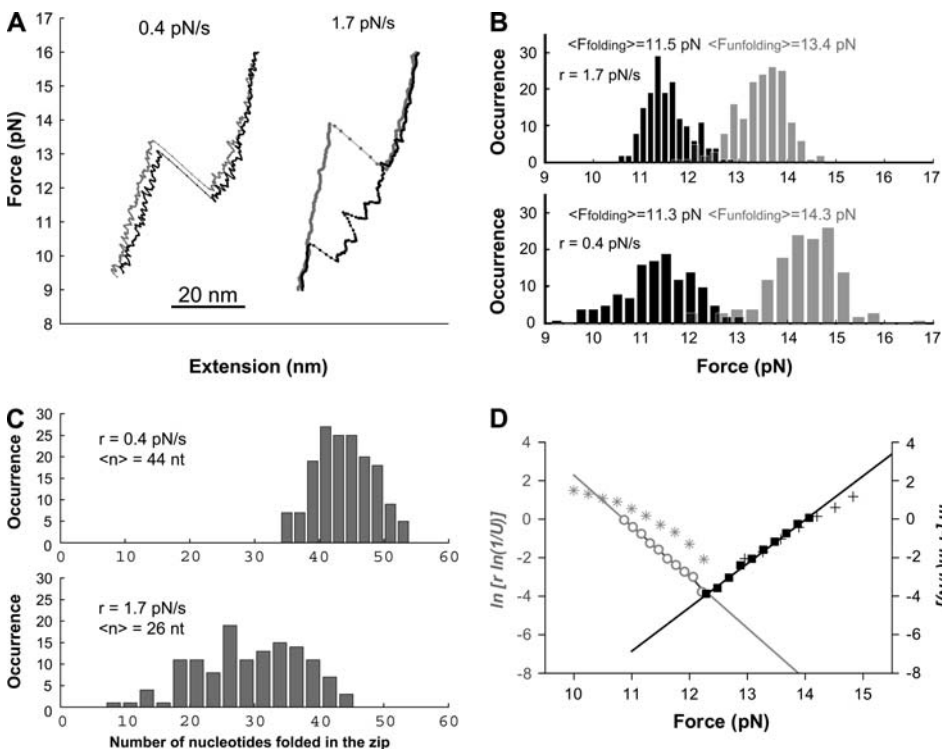 A
0.4 pN/s
1.7 pN/s
17
16
15
14
13
12
11
10
9
8
Force (pN)
20 nm
Extension (nm)
B
<Ffolding>=11.5 pN <Funfolding>=13.4 pN
r = 1.7 pN/s
30
20
10
0
Occurrence
9 10 11 12 13 14 15 16 17
<Ffolding>=11.3 pN <Funfolding>=14.3 pN
r = 0.4 pN/s
30
20
10
0
Occurrence
9 10 11 12 13 14 15 16 17
Force (pN)
C
r = 0.4 pN/s
<n> = 44 nt
30
25
20
15
10
5
0
Occurrence
0 10 20 30 40 50 60
r = 1.7 pN/s
<n> = 26 nt
30
25
20
15
10
5
0
Occurrence
0 10 20 30 40 50 60
Number of nucleotides folded in the zip
D
4
2
0
-2
-4
-6
-8
ln [r ln(1/U)]
4
2
0
-2
-4
-6
-8
10 11 12 13 14 15
Force (pN)